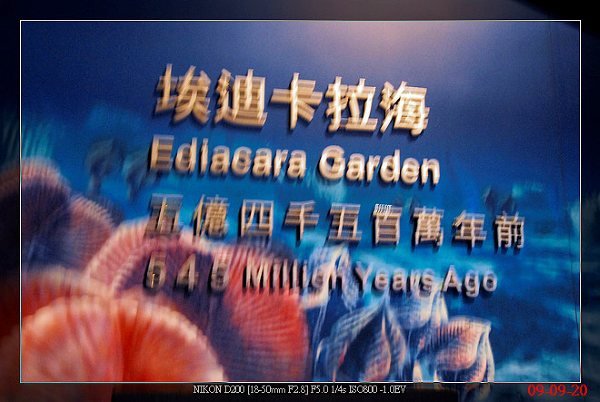 埃迪卡拉海
Ediacara Garden
五億四千五百萬年前
545 Million Years Ago
NIKON D200 [18-50mm F2.8] F5.0 1/4s ISO800 -1.0EV
09-09-20